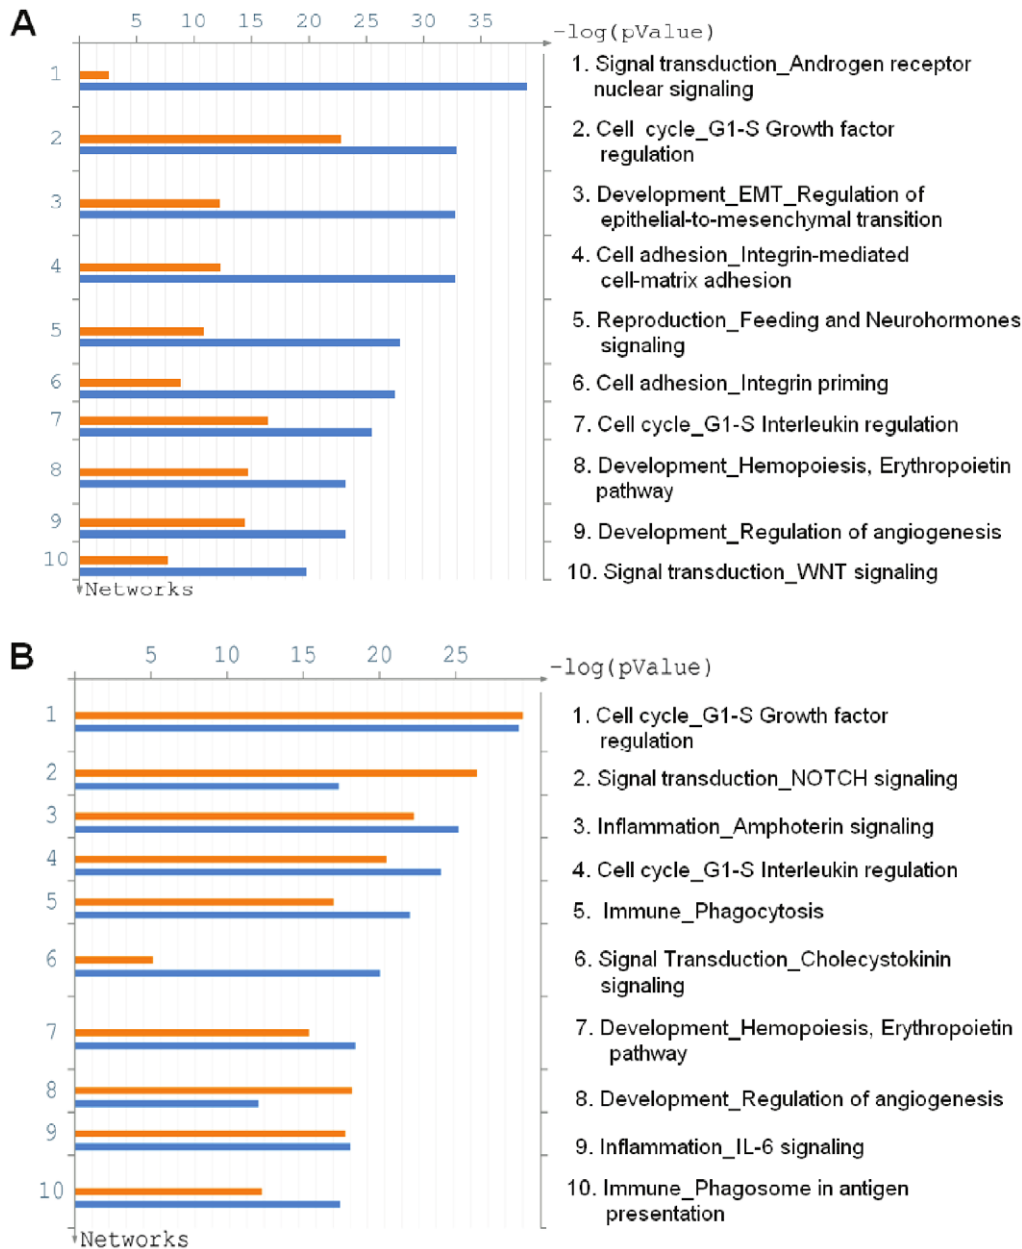 A
5 10 15 20 25 30 35
-log(pValue)
1
2
3
4
5
6
7
8
9
10
Networks
1. Signal transduction_Androgen receptor
nuclear signaling
2. Cell cycle_G1-S Growth factor
regulation
3. Development_EMT_Regulation of
epithelial-to-mesenchymal transition
4. Cell adhesion_Integrin-mediated
cell-matrix adhesion
5. Reproduction_Feeding and Neurohormones
signaling
6. Cell adhesion_Integrin priming
7. Cell cycle_G1-S Interleukin regulation
8. Development_Hemopoiesis, Erythropoietin
pathway
9. Development_Regulation of angiogenesis
10. Signal transduction_WNT signaling
B
5 10 15 20 25
-log(pValue)
1
2
3
4
5
6
7
8
9
10
Networks
1. Cell cycle_G1-S Growth factor
regulation
2. Signal transduction_NOTCH signaling
3. Inflammation_Amphoterin signaling
4. Cell cycle_G1-S Interleukin regulation
5. Immune_Phagocytosis
6. Signal Transduction_Cholecystokinin
signaling
7. Development_Hemopoiesis, Erythropoietin
pathway
8. Development_Regulation of angiogenesis
9. Inflammation_IL-6 signaling
10. Immune_Phagosome in antigen
presentation